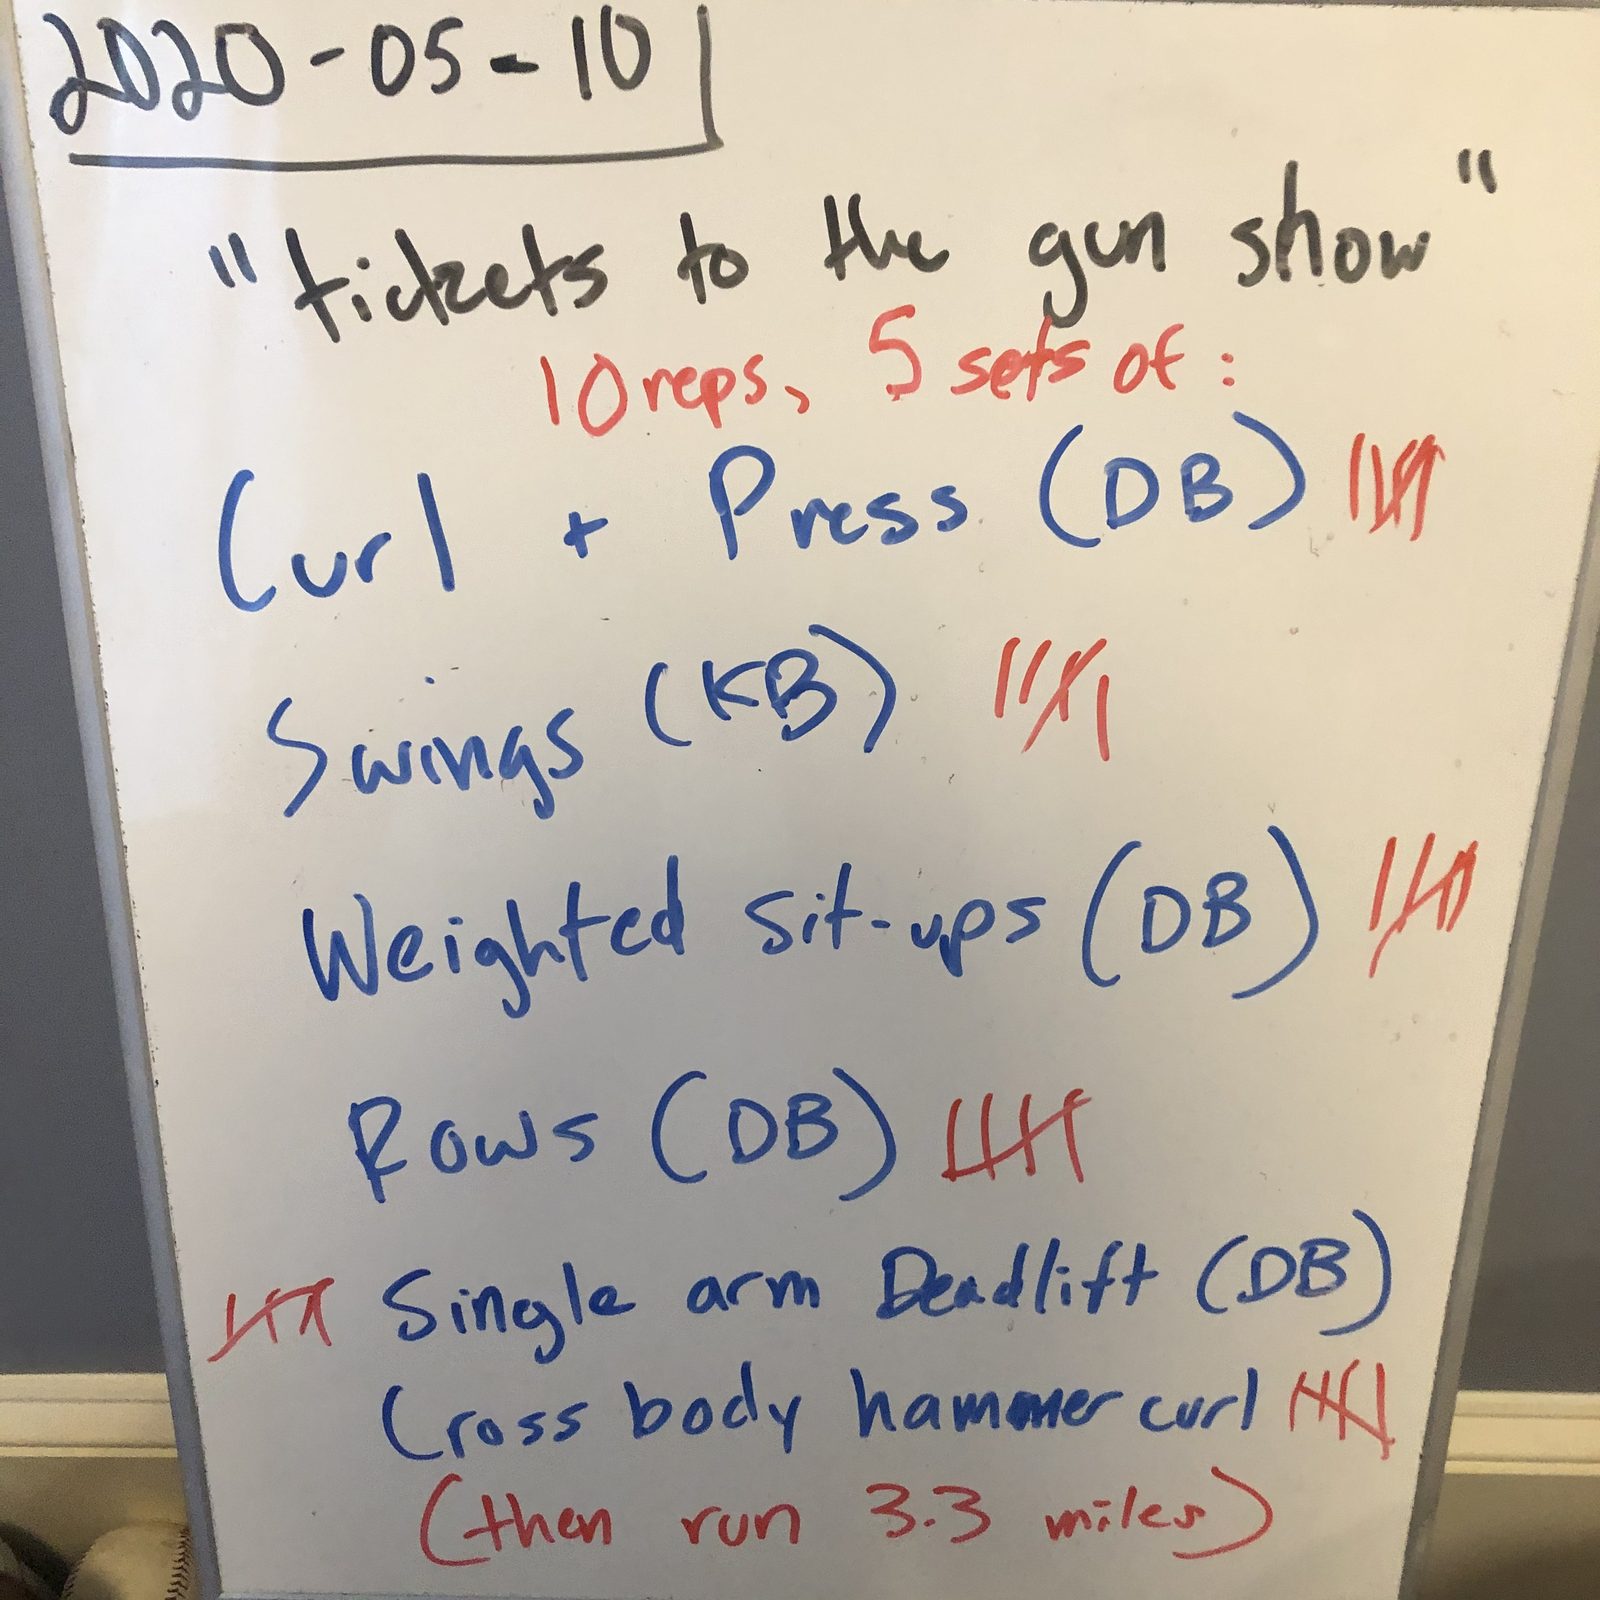 2020-05-10
"tickets to the gun show"
10 reps, 5 sets of:
Curl + Press (DB)
Swings (KB)
Weighted sit-ups (DB)
Rows (DB)
Single arm Deadlift (DB)
Cross body hammer curl
(then run 3.3 miles)